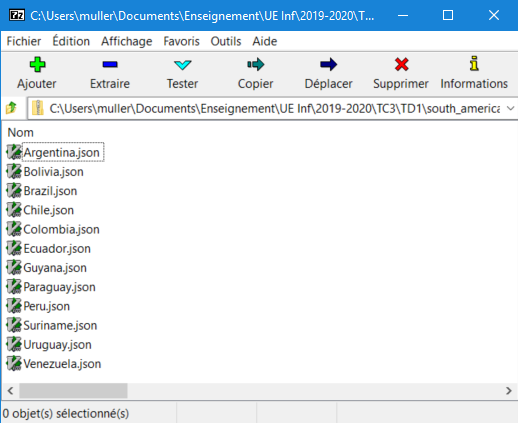 7z C:\Users\muller\Documents\Enseignement\UE Inf\2019-2020\T...
Fichier Édition Affichage Favoris Outils Aide
Ajouter Extraire Tester Copier Déplacer Supprimer Informations
C:\Users\muller\Documents\Enseignement\UE Inf\2019-2020\TC3\TD1\south_america
Nom
Argentina.json
Bolivia.json
Brazil.json
Chile.json
Colombia.json
Ecuador.json
Guyana.json
Paraguay.json
Peru.json
Suriname.json
Uruguay.json
Venezuela.json
0 objet(s) sélectionné(s)